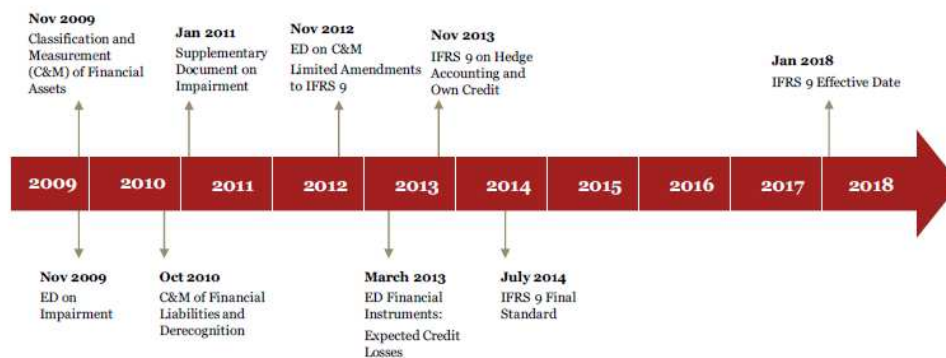 Nov 2009
Classification and
Measurement
(C&M) of Financial
Assets
Jan 2011
Supplementary
Document on
Impairment
Nov 2012
ED on C&M
Limited Amendments
to IFRS 9
Nov 2013
IFRS 9 on Hedge
Accounting and
Own Credit
Jan 2018
IFRS 9 Effective Date
2009 2010 2011 2012 2013 2014 2015 2016 2017 2018
Nov 2009
ED on
Impairment
Oct 2010
C&M of Financial
Liabilities and
Derecognition
March 2013
ED Financial
Instruments:
Expected Credit
Losses
July 2014
IFRS 9 Final
Standard